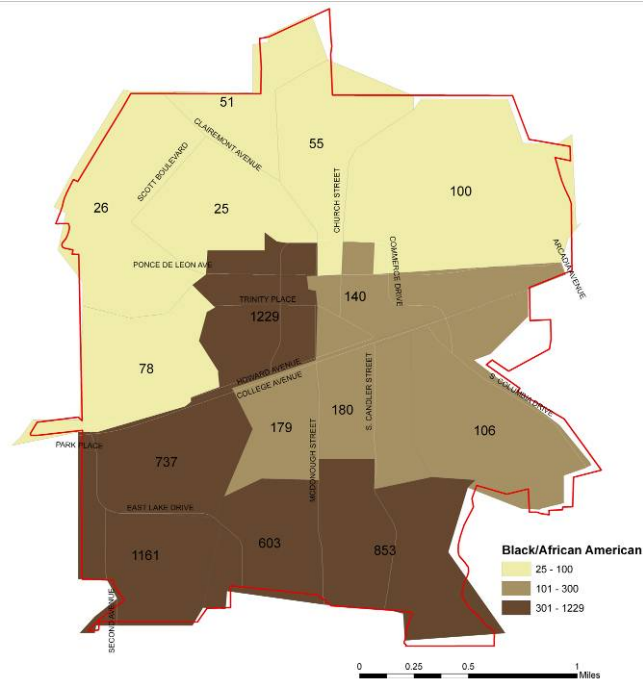 51
CLAIREMONT AVENUE
55
SCOTT BOULEVARD
100
26
25
CHURCH STREET
COMMERCE DRIVE
ARCADIA AVENUE
PONCE DE LEON AVE
TRINITY PLACE
140
1229
78
HOWARD AVENUE
COLLEGE AVENUE
S. CANDLER STREET
S. COLUMBIA DRIVE
180
179
106
MCDONOUGH STREET
PARK PLACE
737
EAST LAKE DRIVE
603
853
1161
SECOND AVENUE
Black/African American
25 - 100
101 - 300
301 - 1229
0 0.25 0.5 1
Miles